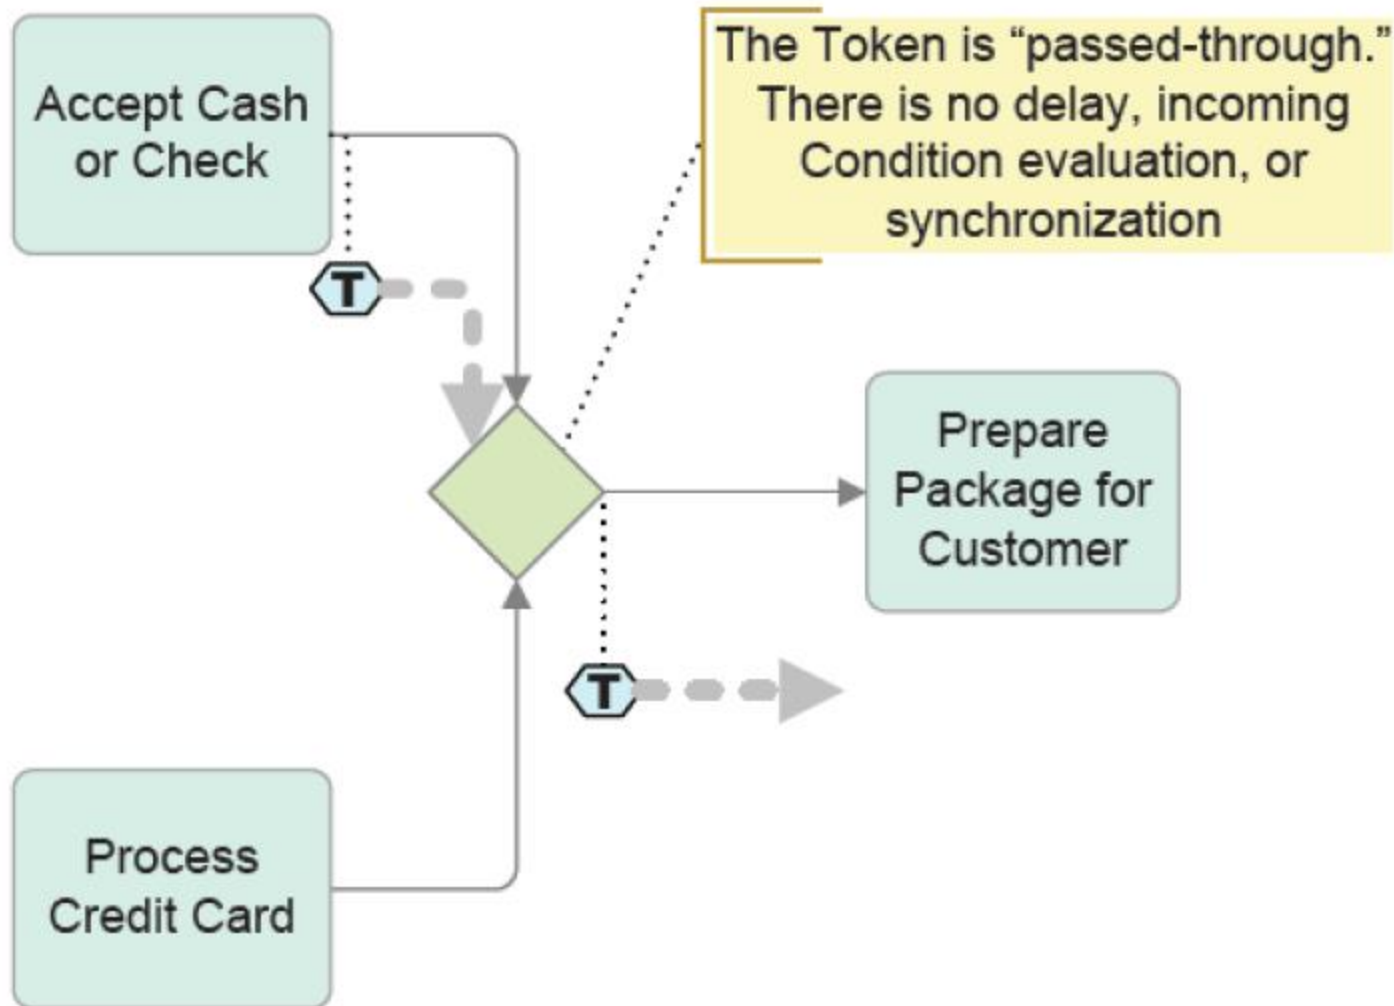 Accept Cash
or Check
The Token is “passed-through.”
There is no delay, incoming
Condition evaluation, or
synchronization
T
Prepare
Package for
Customer
T
Process
Credit Card